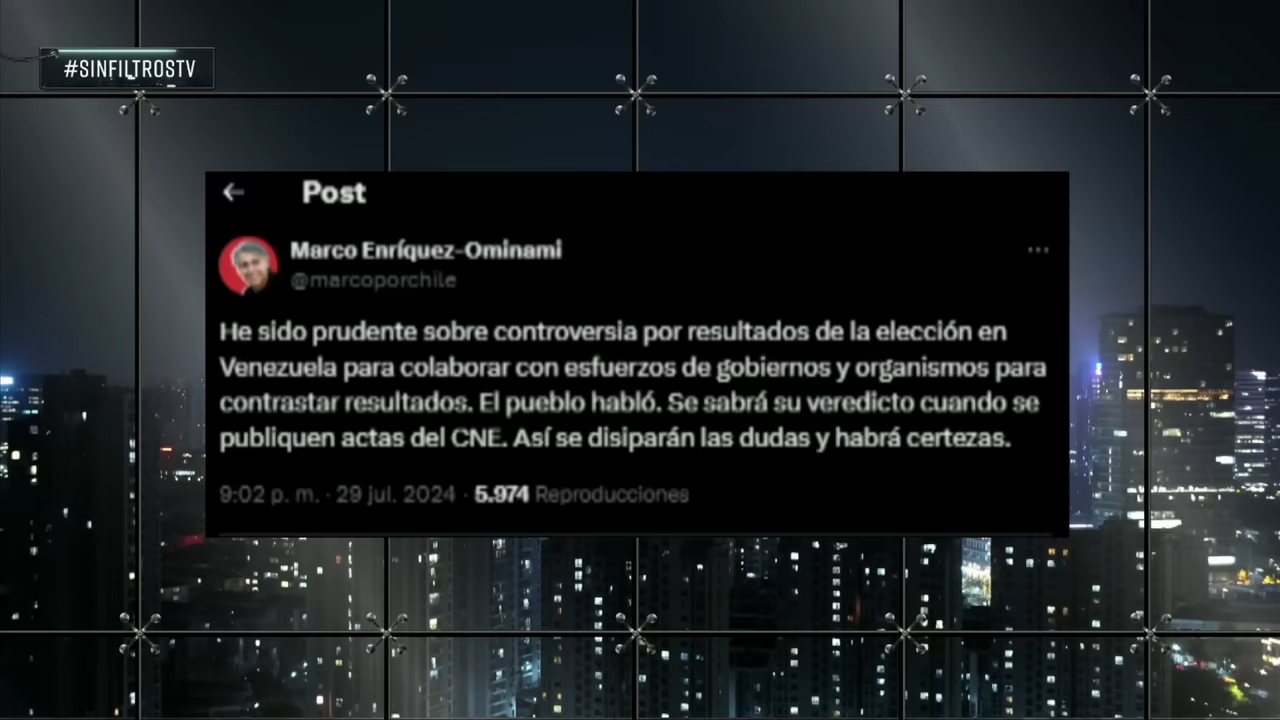 #SINFILTROSTV
Post
Marco Enríquez-Ominami
@marcoporchile
He sido prudente sobre controversia por resultados de la elección en
Venezuela para colaborar con esfuerzos de gobiernos y organismos para
contrastar resultados. El pueblo habló. Se sabrá su veredicto cuando se
publiquen actas del CNE. Así se disiparán las dudas y habrá certezas.
9:02 p. m. · 29 jul. 2024 · 5.974 Reproducciones